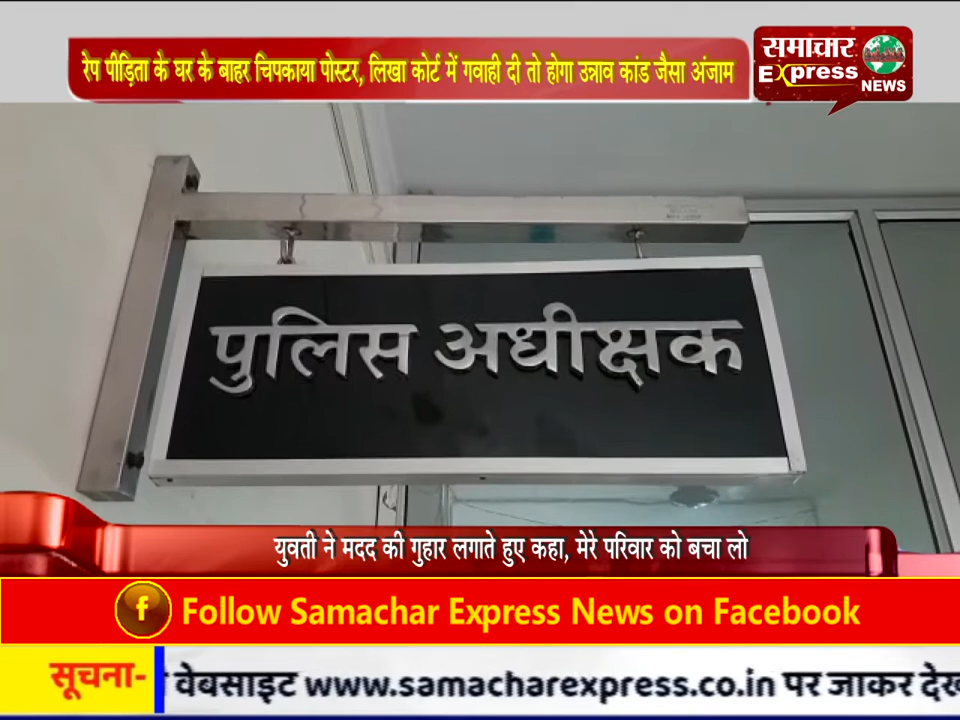 रेप पीड़िता के घर के बाहर चिपकाया पोस्टर, लिखा कोर्ट में गवाही दी तो होगा उन्नाव कांड जैसा अंजाम
समाचार
Express
NEWS
पुलिस अधीक्षक
युवती ने मदद की गुहार लगाते हुए कहा, मेरे परिवार को बचा लो
f Follow Samachar Express News on Facebook
सूचना- वेबसाइट www.samacharexpress.co.in पर जाकर